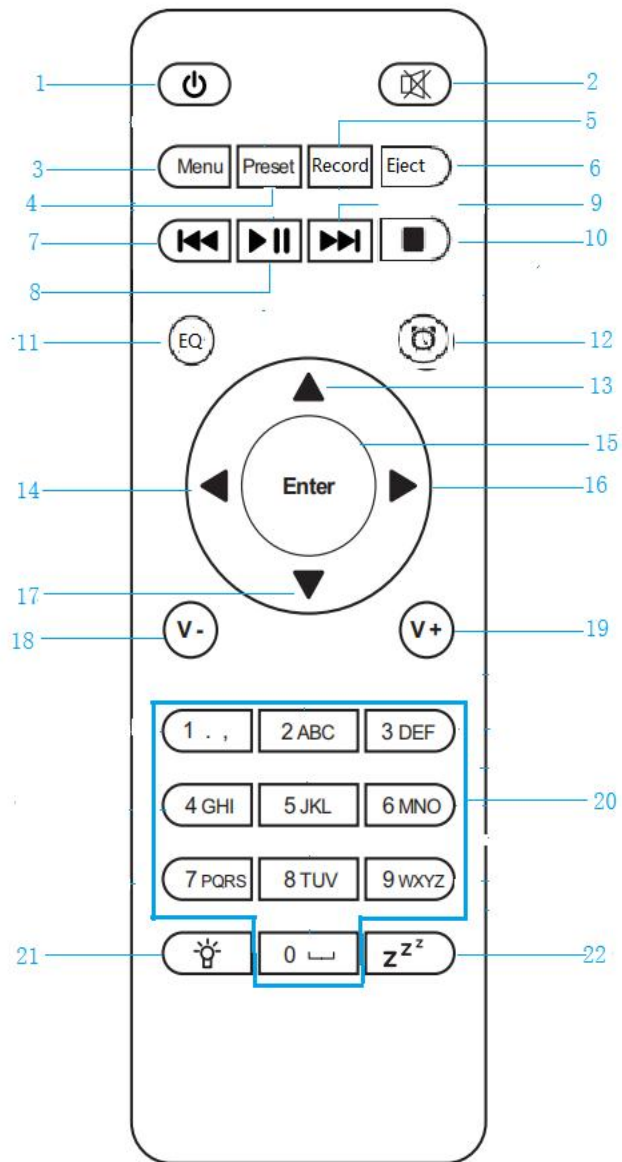 1 2
5
3 Menu Preset Record Eject 6
4 9
7 10
8
11 EQ 12
13
15
14 Enter 16
17
18 V - V + 19
1 . , 2 ABC 3 DEF
4 GHI 5 JKL 6 MNO 20
7 PQRS 8 TUV 9 WXYZ
21 0 zzz 22